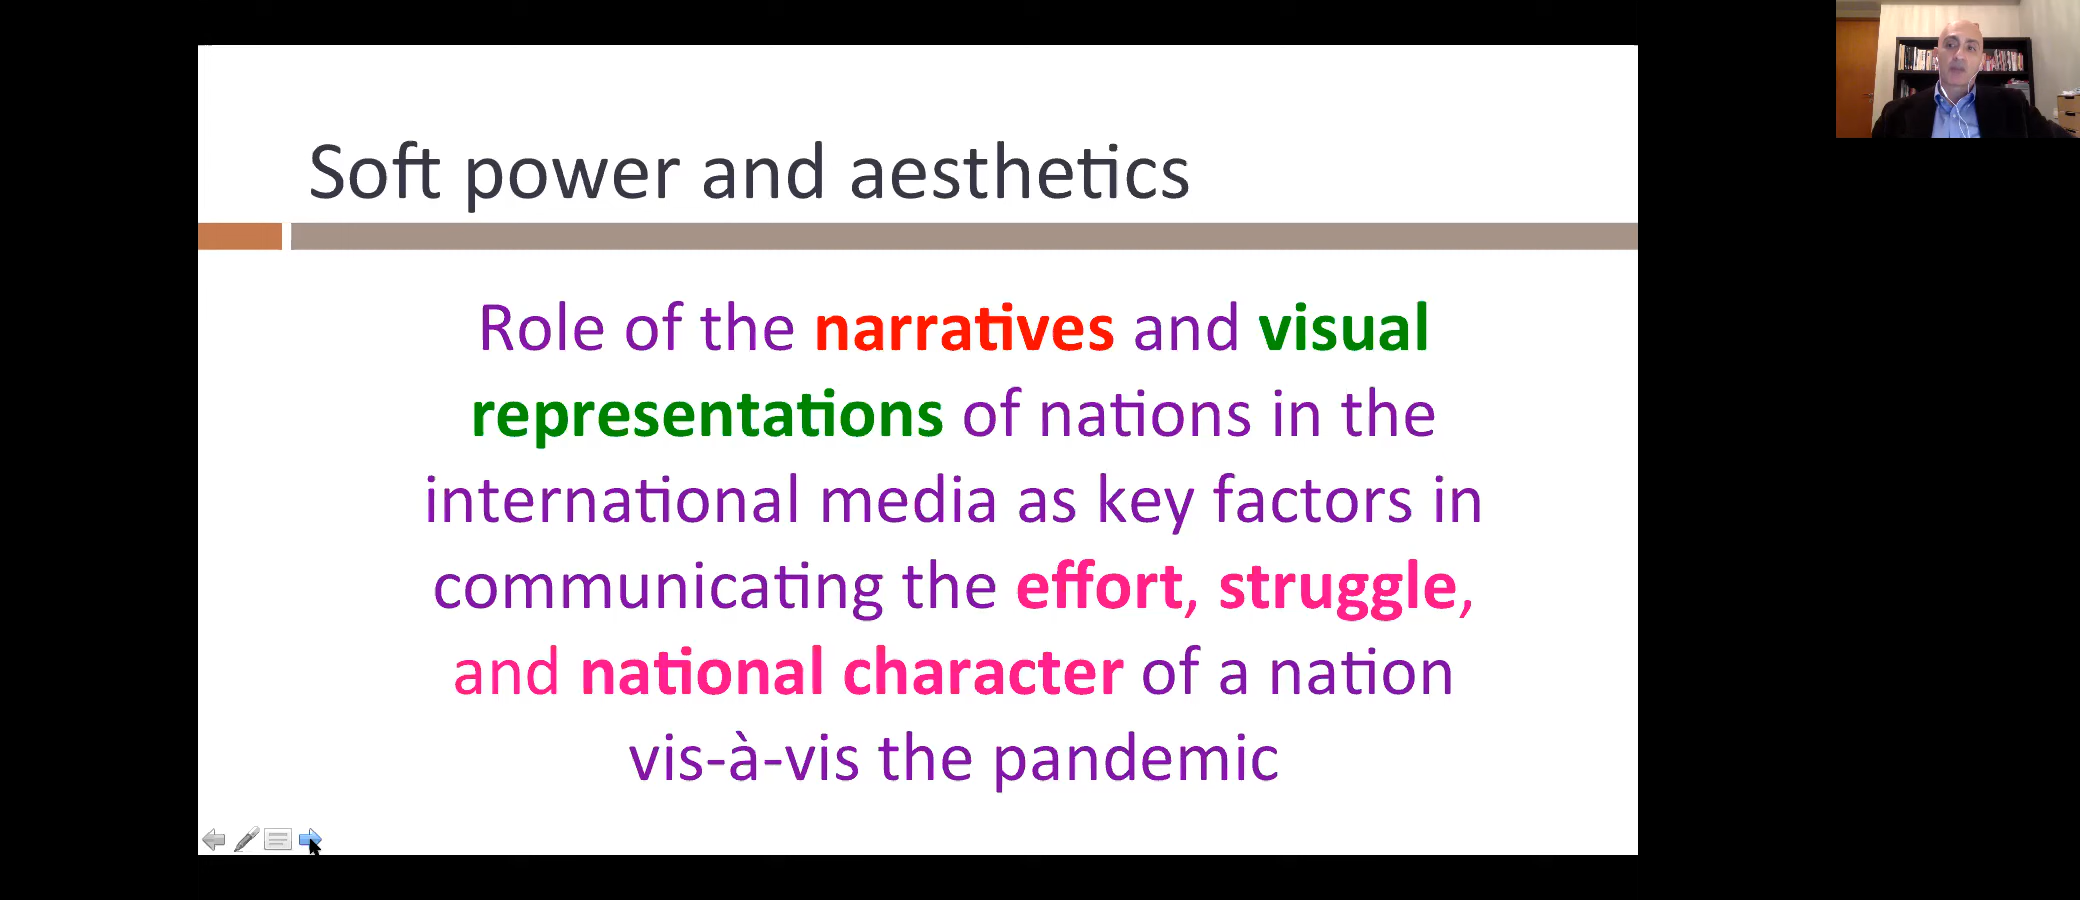 Soft power and aesthetics
Role of the narratives and visual
representations of nations in the
international media as key factors in
communicating the effort, struggle,
and national character of a nation
vis-à-vis the pandemic